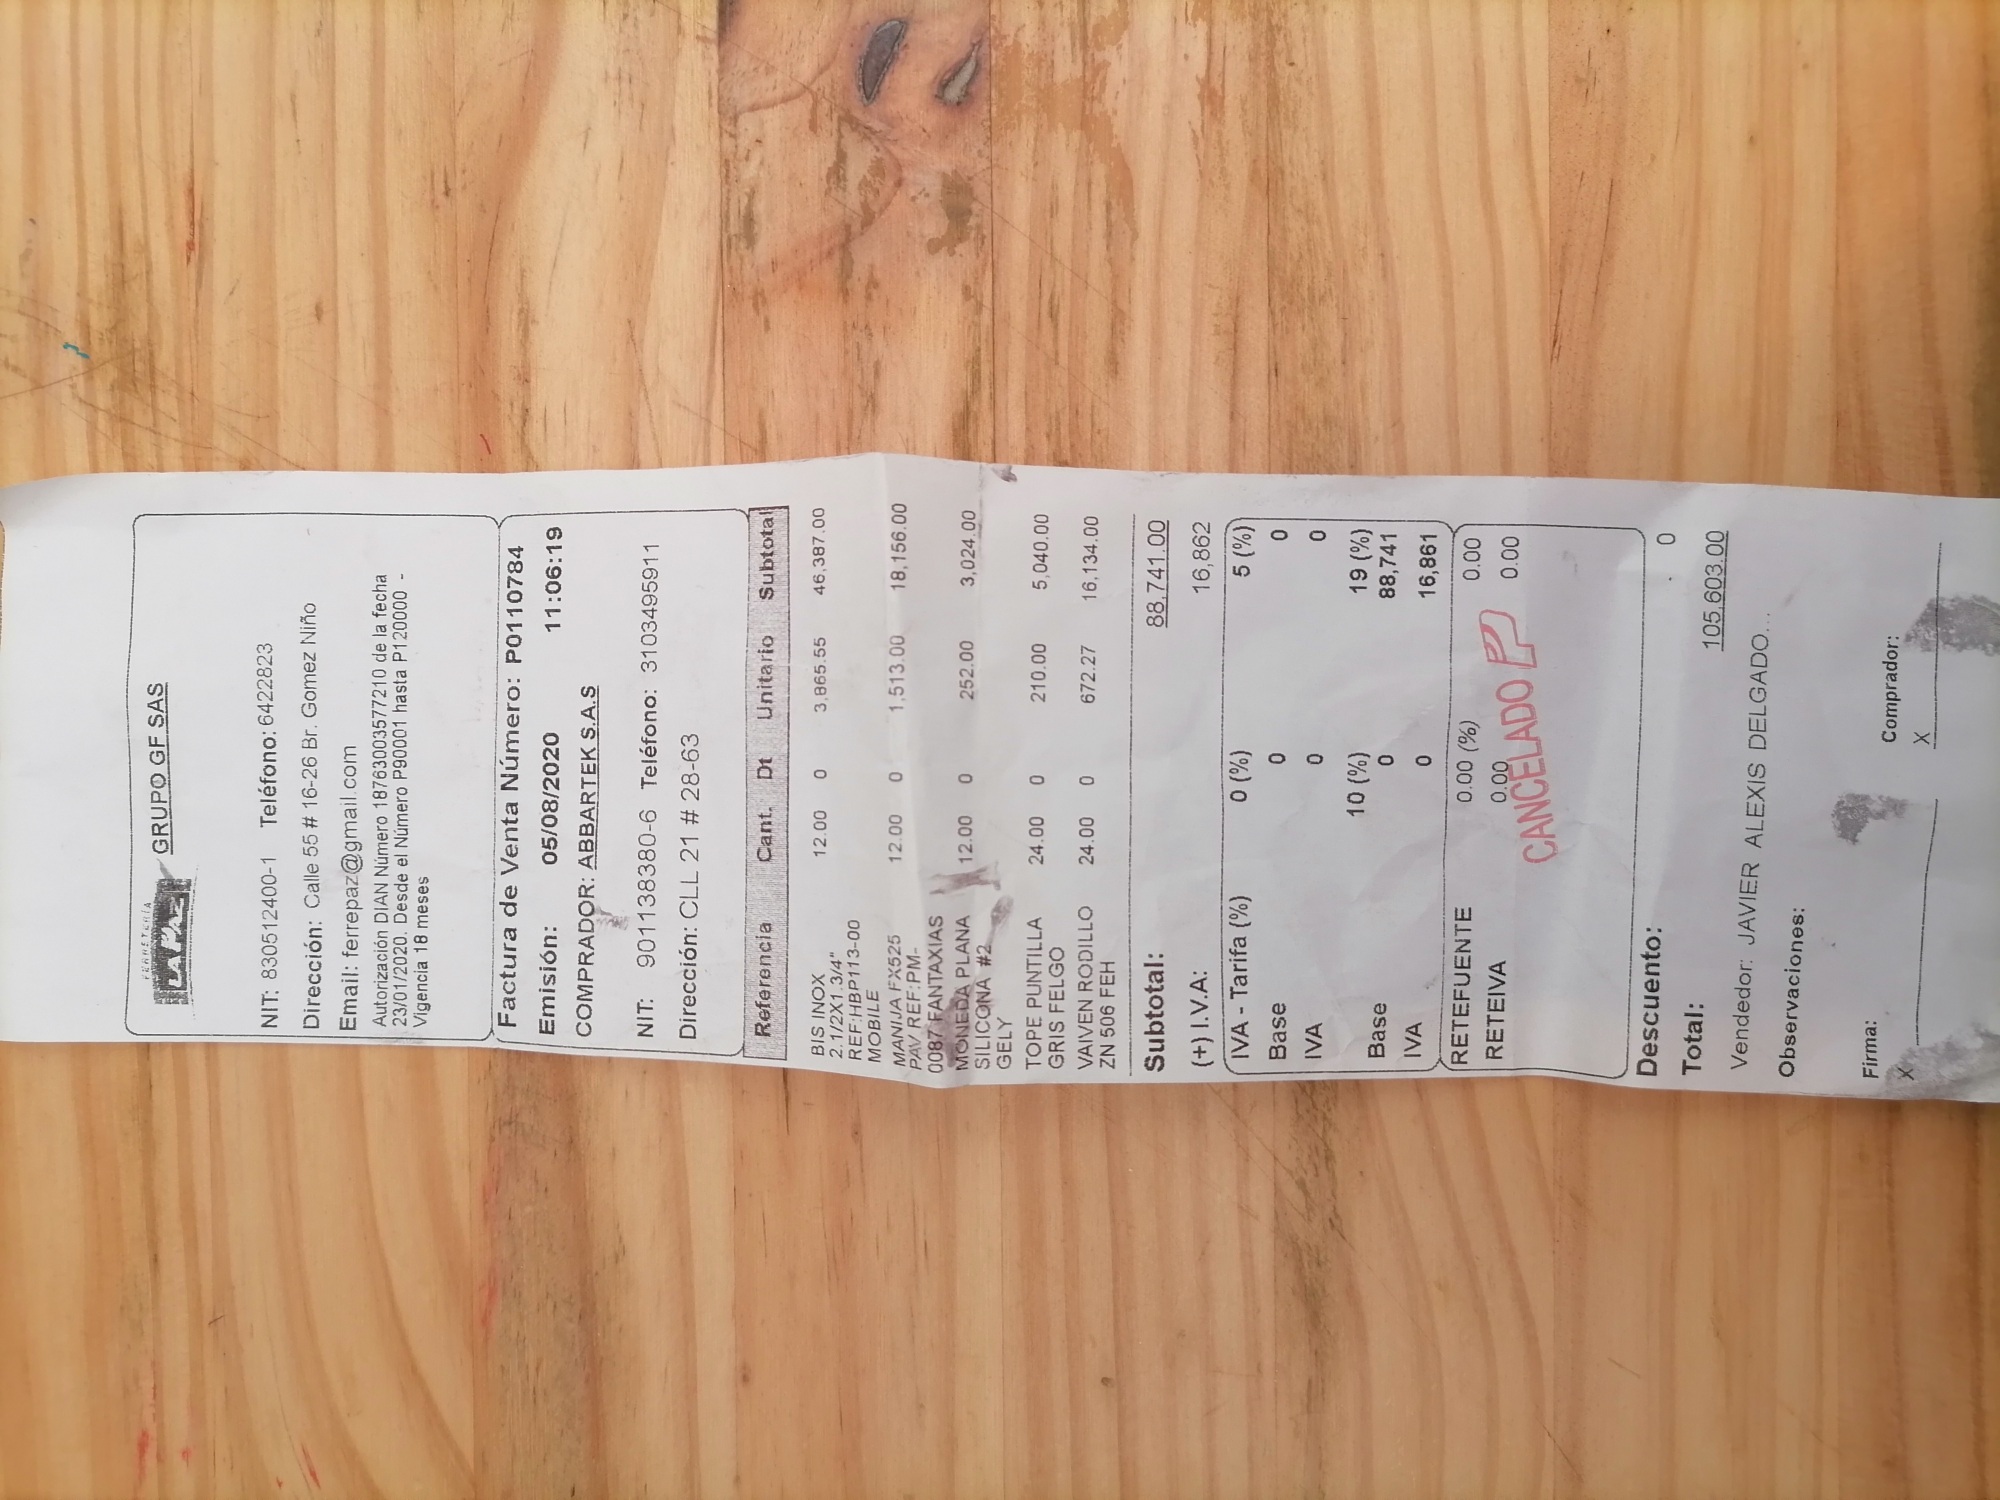 FERRETERÍA
LA PAZ
GRUPO GF SAS
NIT: 830512400-1 Teléfono: 6422823
Dirección: Calle 55 # 16-26 Br. Gomez Niño
Email: ferrepaz@gmail.com
Autorización DIAN Número 18763003577210 de la fecha
23/01/2020. Desde el Número P90001 hasta P120000 -
Vigencia 18 meses
Factura de Venta Número: P0110784
Emisión: 05/08/2020 11:06:19
COMPRADOR: ABBARTEK S.A.S
NIT: 901138380-6 Teléfono: 3103495911
Dirección: CLL 21 # 28-63
Referencia Cant. Dt Unitario Subtotal
BIS INOX 12.00 0 3,865.55 46,387.00
2.1/2X1.3/4"
REF:HBP113-00
MOBILE
MANIJA FX525 12.00 0 1,513.00 18,156.00
PAV REF:PM-
0087 FANTAXIAS
MONEDA PLANA 12.00 0 252.00 3,024.00
SILICONA #2
GELY
TOPE PUNTILLA 24.00 0 210.00 5,040.00
GRIS FELGO
VAIVEN RODILLO 24.00 0 672.27 16,134.00
ZN 506 FEH
Subtotal: 88,741.00
(+) I.V.A: 16,862
IVA - Tarifa (%) 0 (%) 5 (%)
Base 0 0
IVA 0 0
10 (%) 19 (%)
Base 0 88,741
IVA 0 16,861
RETEFUENTE 0.00 (%) 0.00
RETEIVA 0.00 0.00
CANCELADO
Descuento: 0
Total: 105,603.00
Vendedor: JAVIER ALEXIS DELGADO...
Observaciones:
Firma: Comprador:
X X